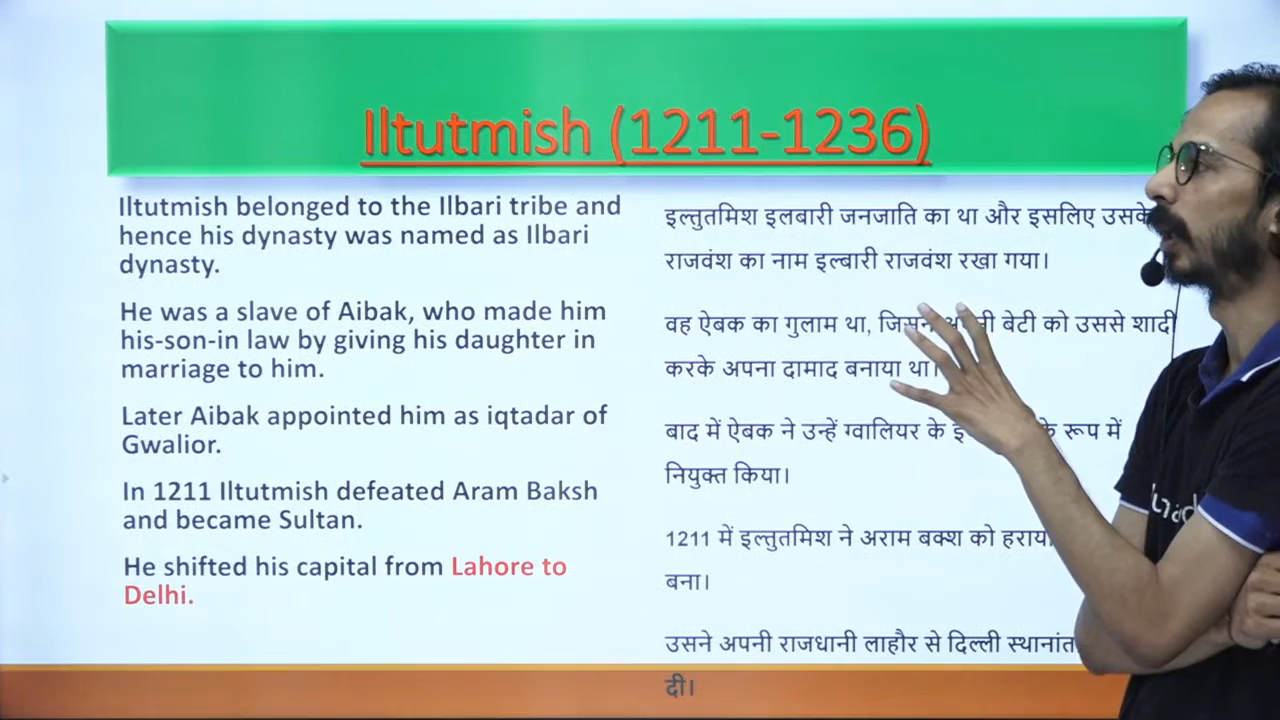 Iltutmish (1211-1236)
Iltutmish belonged to the Ilbari tribe and
hence his dynasty was named as Ilbari
dynasty.
He was a slave of Aibak, who made him
his-son-in law by giving his daughter in
marriage to him.
Later Aibak appointed him as iqtadar of
Gwalior.
In 1211 Iltutmish defeated Aram Baksh
and became Sultan.
He shifted his capital from Lahore to
Delhi.
इल्तुतमिश इलबारी जनजाति का था और इसलिए उसके
राजवंश का नाम इल्बारी राजवंश रखा गया।
वह ऐबक का गुलाम था, बेटी को उससे शादी
करके अपना दामाद बनाया था।
बाद में ऐबक ने उन्हें ग्वालियर के के रूप में
नियुक्त किया।
1211 में इल्तुतमिश ने अराम बक्श को हराया
बना।
उसने अपनी राजधानी लाहौर से दिल्ली
दी।